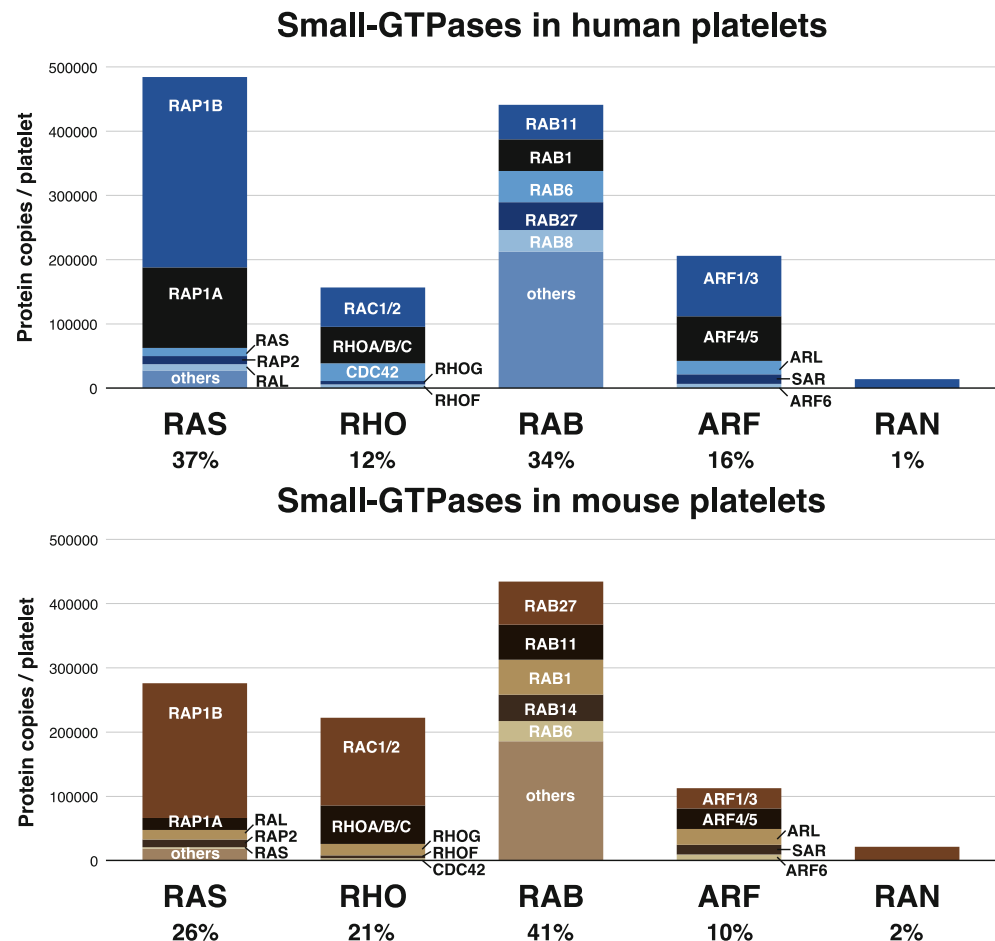 Small-GTPases in human platelets
Protein copies / platelet
500000
400000
300000
200000
100000
0
RAP1B
RAP1A
RAS
RAP2
RAL
others
RAC1/2
RHOA/B/C
CDC42
RHOG
RHOF
RAB11
RAB1
RAB6
RAB27
RAB8
others
ARF1/3
ARF4/5
ARL
SAR
ARF6
RAS RHO RAB ARF RAN
37% 12% 34% 16% 1%
Small-GTPases in mouse platelets
Protein copies / platelet
500000
400000
300000
200000
100000
0
RAP1B
RAP1A
RAL
RAP2
RAS
others
RAC1/2
RHOA/B/C
RHOG
RHOF
CDC42
RAB27
RAB11
RAB1
RAB14
RAB6
others
ARF1/3
ARF4/5
ARL
SAR
ARF6
RAS RHO RAB ARF RAN
26% 21% 41% 10% 2%